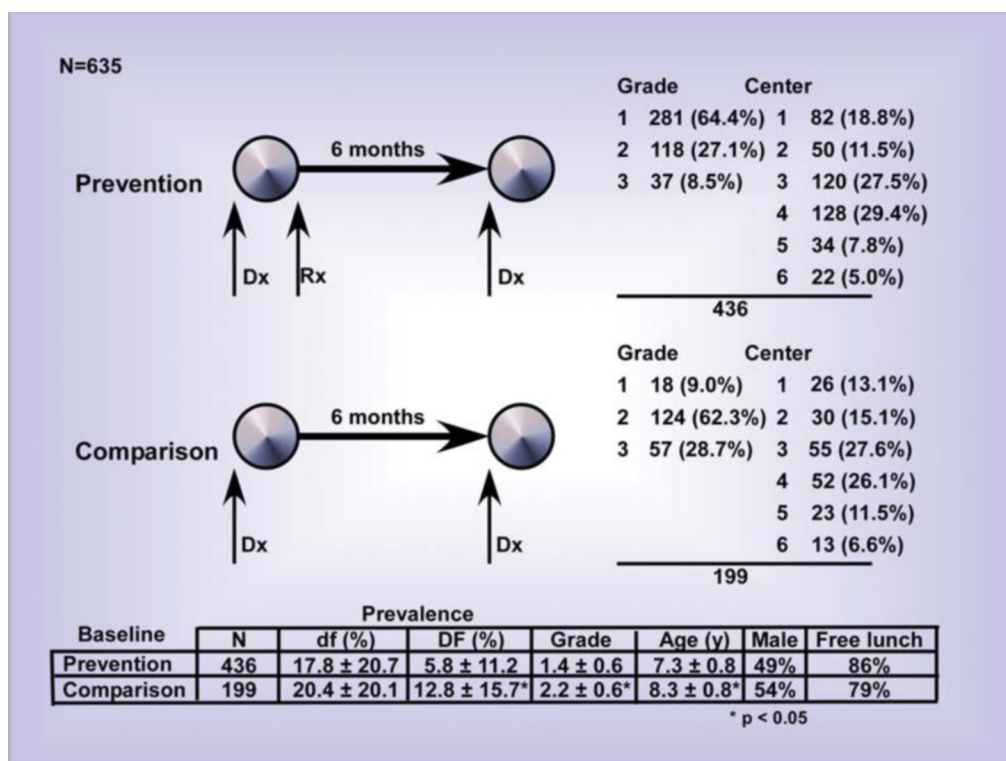 N=635
Grade Center
1 281 (64.4%) 1 82 (18.8%)
6 months
2 118 (27.1%) 2 50 (11.5%)
Prevention
3 37 (8.5%) 3 120 (27.5%)
4 128 (29.4%)
5 34 (7.8%)
Dx Rx Dx
6 22 (5.0%)
436
Grade Center
1 18 (9.0%) 1 26 (13.1%)
6 months
2 124 (62.3%) 2 30 (15.1%)
Comparison
3 57 (28.7%) 3 55 (27.6%)
4 52 (26.1%)
5 23 (11.5%)
Dx Dx
6 13 (6.6%)
199
Prevalence
Baseline N df (%) DF (%) Grade Age (y) Male Free lunch
Prevention 436 17.8 ± 20.7 5.8 ± 11.2 1.4 ± 0.6 7.3 ± 0.8 49% 86%
Comparison 199 20.4 ± 20.1 12.8 ± 15.7* 2.2 ± 0.6* 8.3 ± 0.8* 54% 79%
* p < 0.05